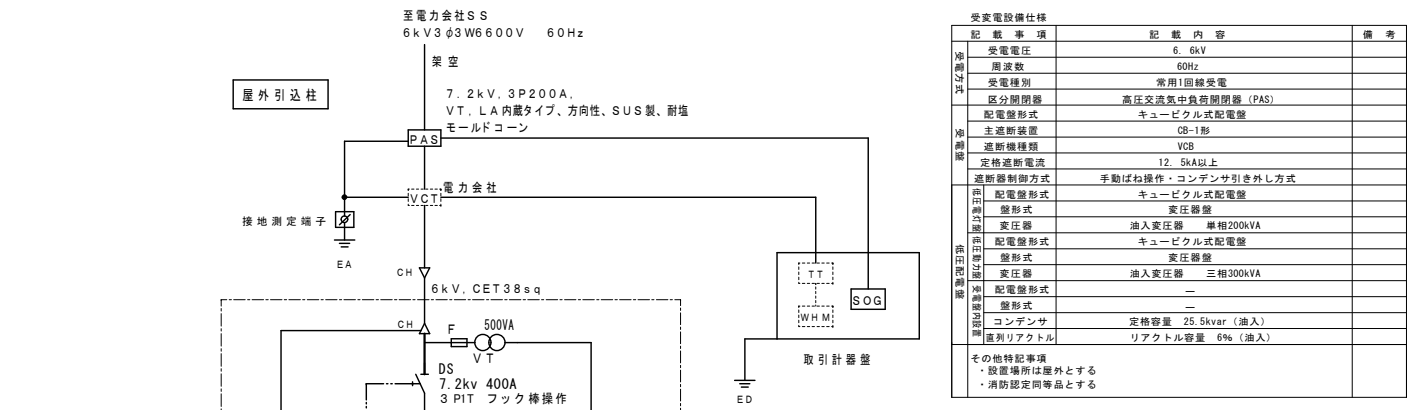 至電力会社SS
6kV3φ3W6600V 60Hz
架空
屋外引込柱
7.2kV,3P200A,
VT,LA内蔵タイプ、方向性、SUS製、耐塩
モールドコーン
PAS
電力会社
VCT
接地測定端子
EA
CH
6kV,CET38sq
CH
F
500VA
VT
DS
7.2kv 400A
3P1T フック棒操作
TT
WHM
SOG
取引計器盤
ED
受変電設備仕様
記載事項 記載内容 備考
受電方式
受電電圧 6.6kV
周波数 60Hz
受電種別 常用1回線受電
区分開閉器 高圧交流気中負荷開閉器(PAS)
受電盤
配電盤形式 キュービクル式配電盤
主遮断装置 CB-1形
遮断機種類 VCB
定格遮断電流 12.5kA以上
遮断器制御方式 手動ばね操作・コンデンサ引き外し方式
低圧配電盤
低圧電灯盤
配電盤形式 キュービクル式配電盤
盤形式 変圧器盤
変圧器 油入変圧器 単相200kVA
低圧動力盤
配電盤形式 キュービクル式配電盤
盤形式 変圧器盤
変圧器 油入変圧器 三相300kVA
受電盤内設置
配電盤形式 —
盤形式 —
コンデンサ 定格容量 25.5kvar(油入)
直列リアクトル リアクトル容量 6%(油入)
その他特記事項
・設置場所は屋外とする
・消防認定同等品とする